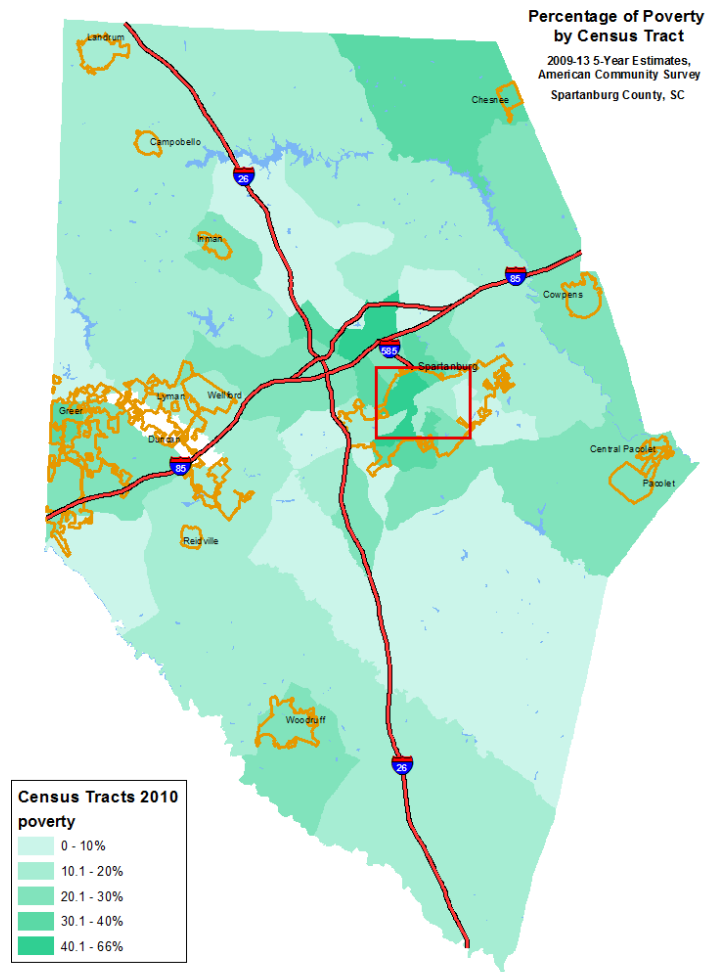 Percentage of Poverty
by Census Tract
2009-13 5-Year Estimates,
American Community Survey
Spartanburg County, SC
Landrum
Chesnee
Campobello
26
Inman
85
Cowpens
585
Spartanburg
Lyman
Wellford
Greer
Duncan
85
Central Pacolet
Pacolet
Reidville
Woodruff
26
Census Tracts 2010
poverty
0 - 10%
10.1 - 20%
20.1 - 30%
30.1 - 40%
40.1 - 66%